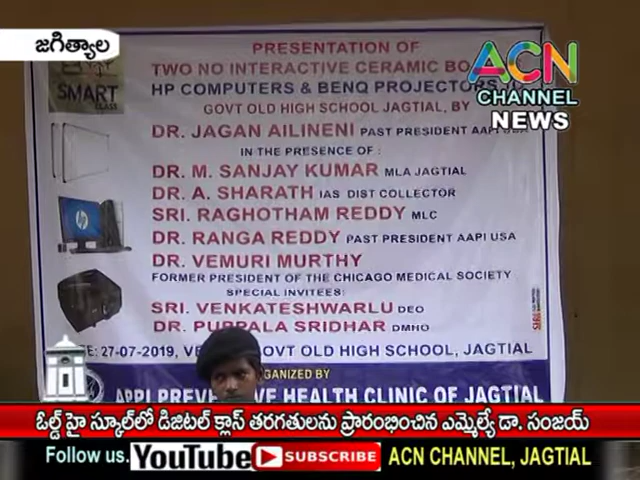 జగిత్యాల
ACN
CHANNEL
NEWS
PRESENTATION OF
TWO NO INTERACTIVE CERAMIC
HP COMPUTERS & BENQ PROJECTORS
GOVT OLD HIGH SCHOOL JAGTIAL, BY
DR. JAGAN AILINENI PAST PRESIDENT AAPI USA
IN THE PRESENCE OF :
DR. M. SANJAY KUMAR MLA JAGTIAL
DR. A. SHARATH IAS DIST COLLECTOR
SRI. RAGHOTHAM REDDY MLC
DR. RANGA REDDY PAST PRESIDENT AAPI USA
DR. VEMURI MURTHY
FORMER PRESIDENT OF THE CHICAGO MEDICAL SOCIETY
SPECIAL INVITEES:
SRI. VENKATESHWARLU DEO
DR. PUPPALA SRIDHAR DMHO
27-07-2019, GOVT OLD HIGH SCHOOL, JAGTIAL
HEALTH CLINIC OF JAGTIAL
SMART
CLASS
hp
ఓల్డ్ హై స్కూల్‌లో డిజిటల్ క్లాస్ తరగతులను ప్రారంభించిన ఎమ్మెల్యే డా. సంజయ్
Follow us. YouTube SUBSCRIBE ACN CHANNEL, JAGTIAL